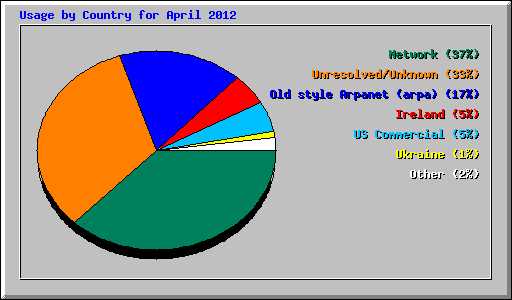 Usage by Country for April 2012
Network (37%)
Unresolved/Unknown (33%)
Old style Arpanet (arpa) (17%)
Ireland (5%)
US Commercial (5%)
Ukraine (1%)
Other (2%)